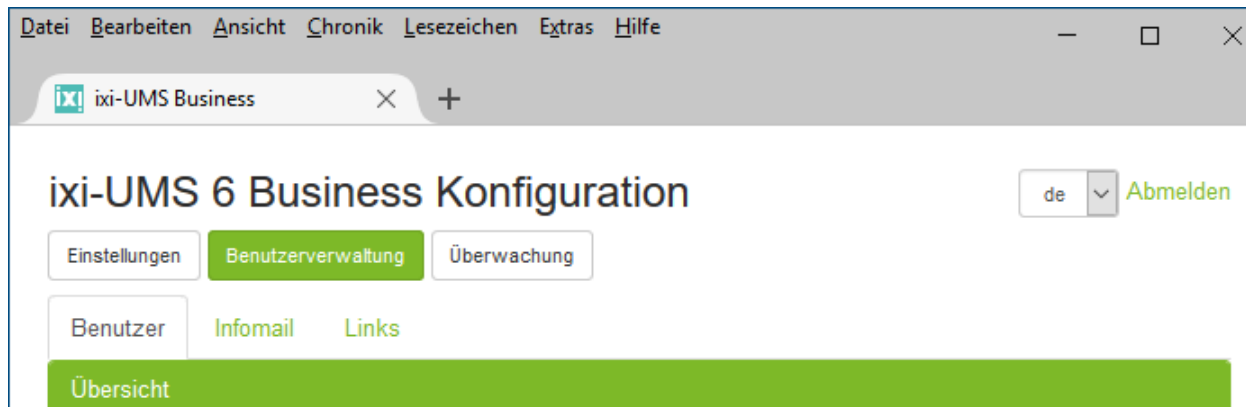 Datei Bearbeiten Ansicht Chronik Lesezeichen Extras Hilfe
ixi ixi-UMS Business
ixi-UMS 6 Business Konfiguration
de Abmelden
Einstellungen Benutzerverwaltung Überwachung
Benutzer Infomail Links
Übersicht